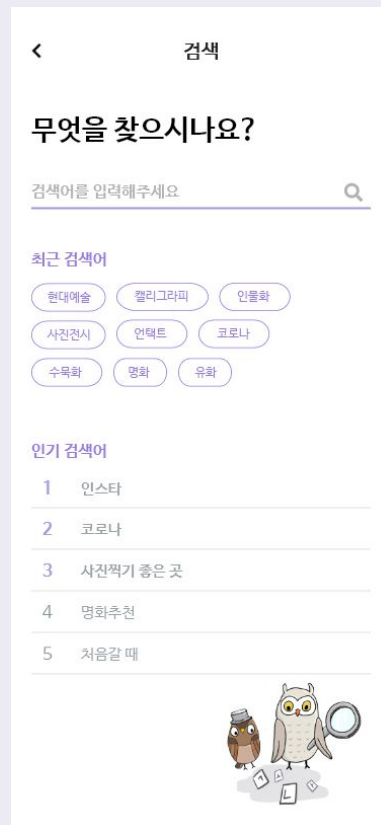 검색
무엇을 찾으시나요?
검색어를 입력해주세요
최근 검색어
현대예술 캘리그라피 인물화
사진전시 언택트 코로나
수묵화 명화 유화
인기 검색어
1 인스타
2 코로나
3 사진찍기 좋은 곳
4 명화추천
5 처음갈 때
L